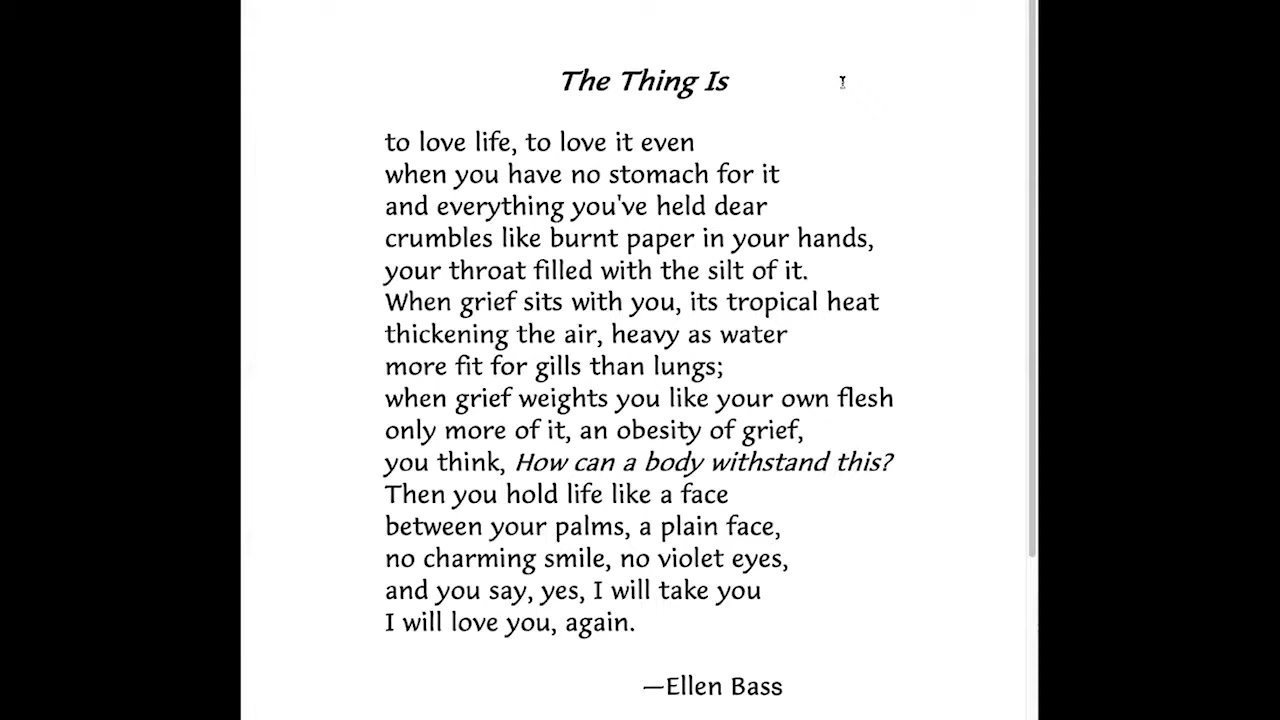 The Thing Is
to love life, to love it even
when you have no stomach for it
and everything you've held dear
crumbles like burnt paper in your hands,
your throat filled with the silt of it.
When grief sits with you, its tropical heat
thickening the air, heavy as water
more fit for gills than lungs;
when grief weights you like your own flesh
only more of it, an obesity of grief,
you think, How can a body withstand this?
Then you hold life like a face
between your palms, a plain face,
no charming smile, no violet eyes,
and you say, yes, I will take you
I will love you, again.
—Ellen Bass